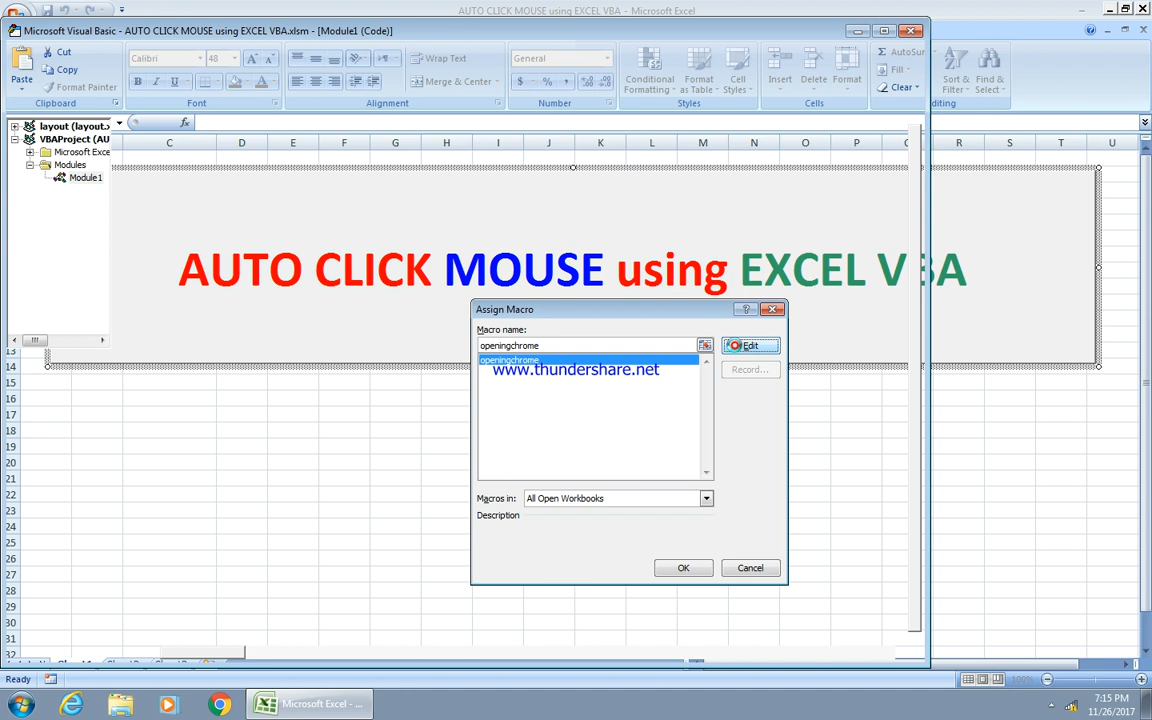 AUTO CLICK MOUSE using EXCEL VBA - Microsoft Excel
Microsoft Visual Basic - AUTO CLICK MOUSE using EXCEL VBA.xlsm - [Module1 (Code)]
Paste
Cut
Copy
Format Painter
Clipboard
Calibri
48
B I U
Font
Wrap Text
Merge & Center
Alignment
General
$ % ,
Number
Conditional Formatting
Format as Table
Cell Styles
Styles
Insert
Delete
Format
Cells
AutoSu
Fill
Clear
Sort & Filter
Find & Select
diting
layout (layout.x
VBAProject (AU
Microsoft Exce
Modules
Module1
fx
C D E F G H I J K L M N O P R S T U
AUTO CLICK MOUSE using EXCEL VBA
13
14
15
16
17
18
19
20
21
22
23
24
25
26
27
28
29
30
31
32
Assign Macro
Macro name:
openingchrome
Edit
openingchrome
www.thundershare.net
Record...
Macros in:
All Open Workbooks
Description
OK
Cancel
Ready
100%
Microsoft Excel - ...
7:15 PM
11/26/2017